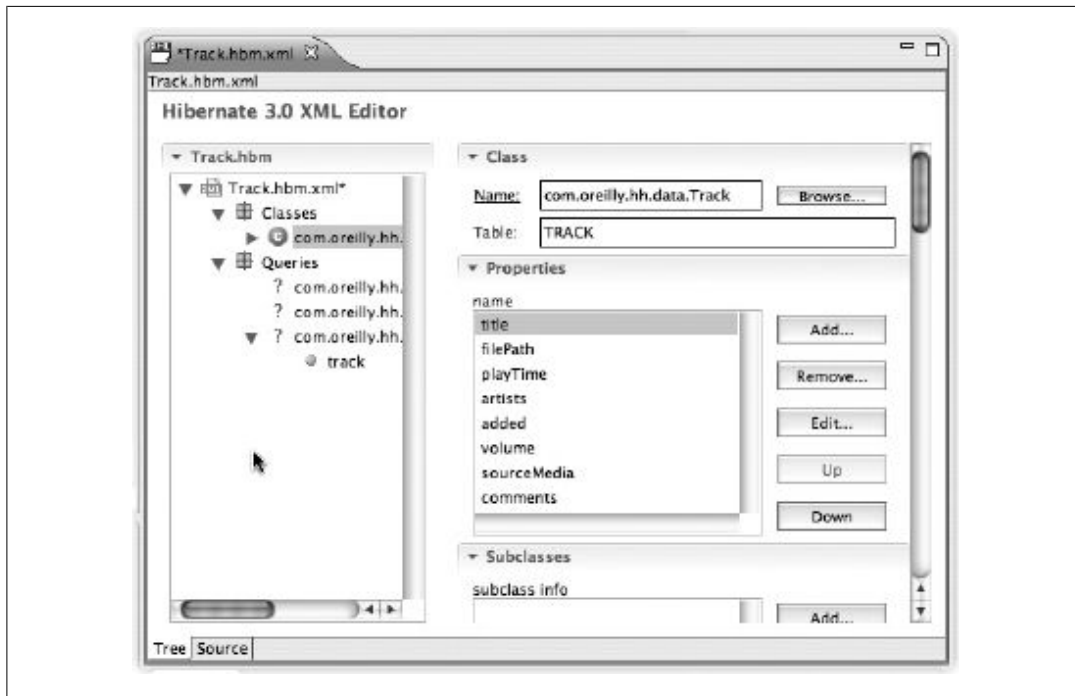 *Track.hbm.xml
Track.hbm.xml
Hibernate 3.0 XML Editor
Track.hbm
Track.hbm.xml*
Classes
com.oreilly.hh.
Queries
? com.oreilly.hh.
? com.oreilly.hh.
? com.oreilly.hh.
track
Class
Name: com.oreilly.hh.data.Track Browse...
Table: TRACK
Properties
name
title
filePath
playTime
artists
added
volume
sourceMedia
comments
Add...
Remove...
Edit...
Up
Down
Subclasses
subclass info
Add...
Tree Source